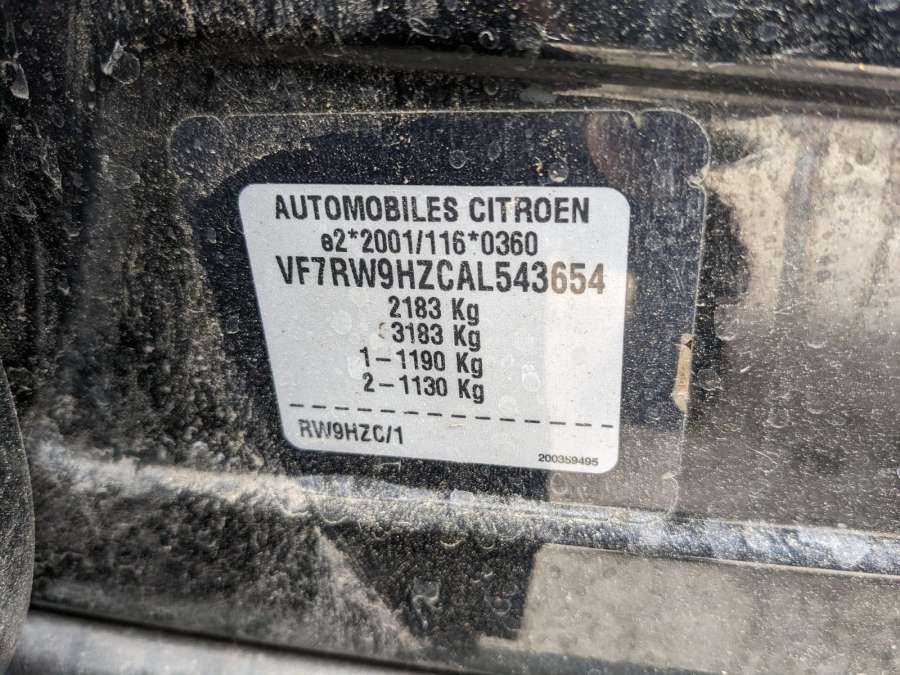 AUTOMOBILES CITROEN
e2*2001/116*0360
VF7RW9HZCAL543654
2183 Kg
3183 Kg
1-1190 Kg
2-1130 Kg
RW9HZC/1
200359495